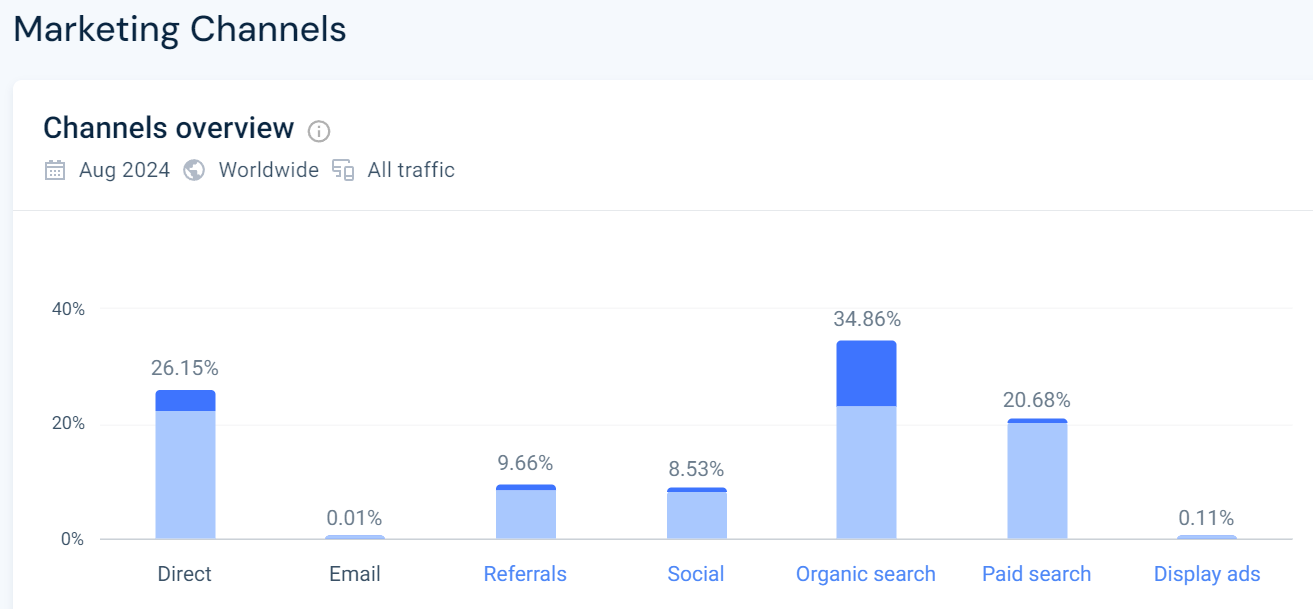 Marketing Channels
Channels overview
Aug 2024 Worldwide All traffic
40%
34.86%
26.15%
20.68%
20%
9.66%
8.53%
0.01%
0.11%
0%
Direct Email Referrals Social Organic search Paid search Display ads